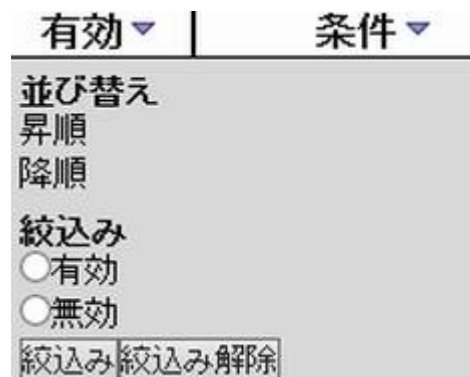 有効 条件
並び替え
昇順
降順
絞込み
有効
無効
絞込み 絞込み解除